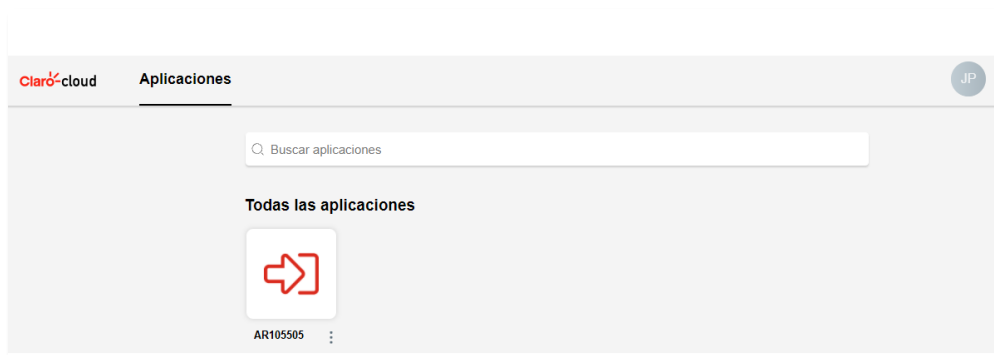 Claro-cloud
Aplicaciones
JP
Buscar aplicaciones
Todas las aplicaciones
AR105505